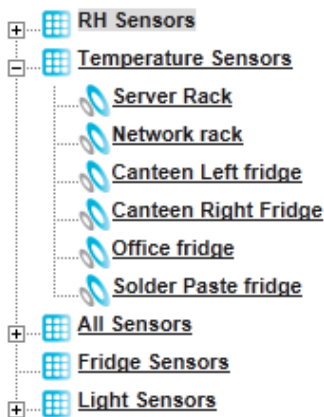 RH Sensors
Temperature Sensors
Server Rack
Network rack
Canteen Left fridge
Canteen Right Fridge
Office fridge
Solder Paste fridge
All Sensors
Fridge Sensors
Light Sensors